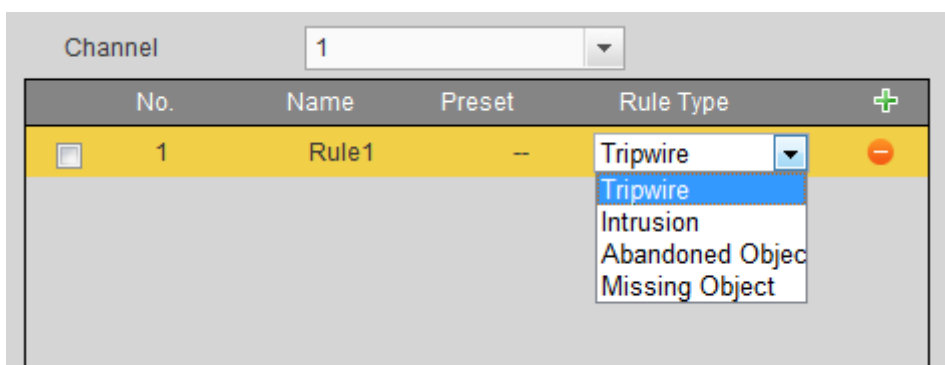 Channel 1
No. Name Preset Rule Type
1 Rule1 -- Tripwire
Tripwire
Intrusion
Abandoned Objec
Missing Object